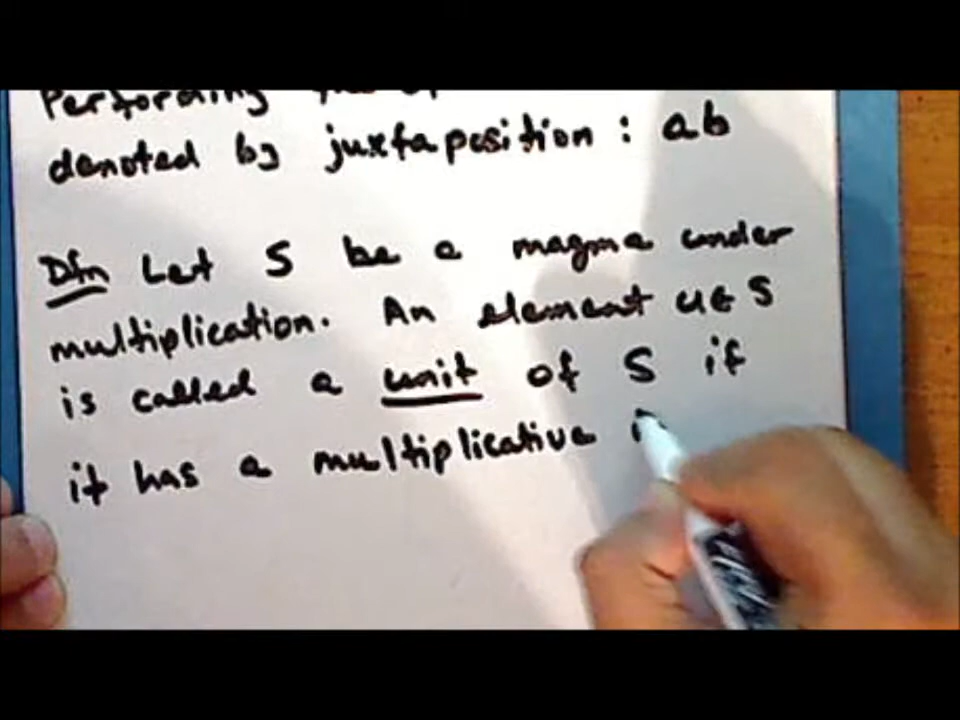 Perfording
denoted by juxtaposition : ab
Dfn Let S be a magma under
multiplication. An element u ∈ S
is called a unit of S if
it has a multiplicative i